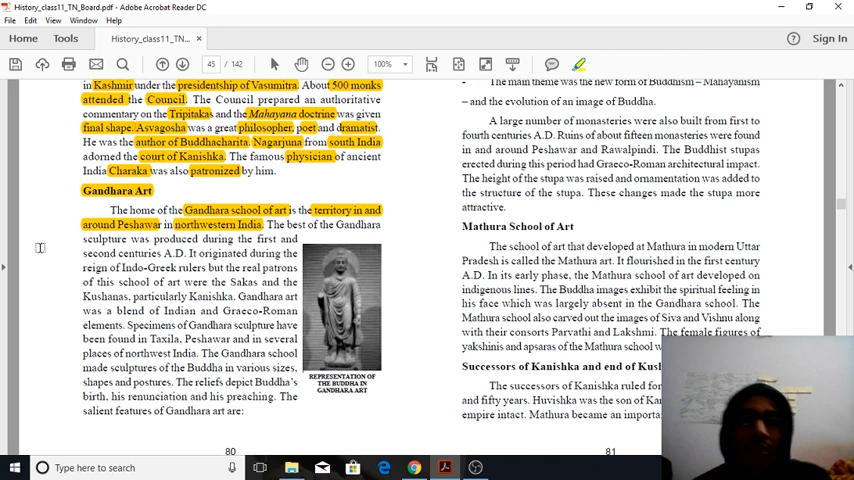 History_class11_TN_Board.pdf - Adobe Acrobat Reader DC
File Edit View Window Help
Home Tools History_class11_TN... × Sign In
45 / 142 100%
in Kashmir under the presidentship of Vasumitra. About 500 monks
attended the Council. The Council prepared an authoritative
commentary on the Tripitakas and the Mahayana doctrine was given
final shape. Asvagosha was a great philosopher, poet and dramatist.
He was the author of Buddhacharita. Nagarjuna from south India
adorned the court of Kanishka. The famous physician of ancient
India Charaka was also patronized by him.
Gandhara Art
The home of the Gandhara school of art is the territory in and
around Peshawar in northwestern India. The best of the Gandhara
sculpture was produced during the first and
second centuries A.D. It originated during the
reign of Indo-Greek rulers but the real patrons
of this school of art were the Sakas and the
Kushanas, particularly Kanishka. Gandhara art
was a blend of Indian and Graeco-Roman
elements. Specimens of Gandhara sculpture have
been found in Taxila, Peshawar and in several
places of northwest India. The Gandhara school
made sculptures of the Buddha in various sizes,
shapes and postures. The reliefs depict Buddha's
birth, his renunciation and his preaching. The
salient features of Gandhara art are:
REPRESENTATION OF
THE BUDDHA IN
GANDHARA ART
80
- The main theme was the new form of Buddhism – Mahayanism
– and the evolution of an image of Buddha.
A large number of monasteries were also built from first to
fourth centuries A.D. Ruins of about fifteen monasteries were found
in and around Peshawar and Rawalpindi. The Buddhist stupas
erected during this period had Graeco-Roman architectural impact.
The height of the stupa was raised and ornamentation was added to
the structure of the stupa. These changes made the stupa more
attractive.
Mathura School of Art
The school of art that developed at Mathura in modern Uttar
Pradesh is called the Mathura art. It flourished in the first century
A.D. In its early phase, the Mathura school of art developed on
indigenous lines. The Buddha images exhibit the spiritual feeling in
his face which was largely absent in the Gandhara school. The
Mathura school also carved out the images of Siva and Vishnu along
with their consorts Parvathi and Lakshmi. The female figures of
yakshinis and apsaras of the Mathura school w
Successors of Kanishka and end of Kush
The successors of Kanishka ruled for
and fifty years. Huvishka was the son of Kan
empire intact. Mathura became an importa
81
Type here to search